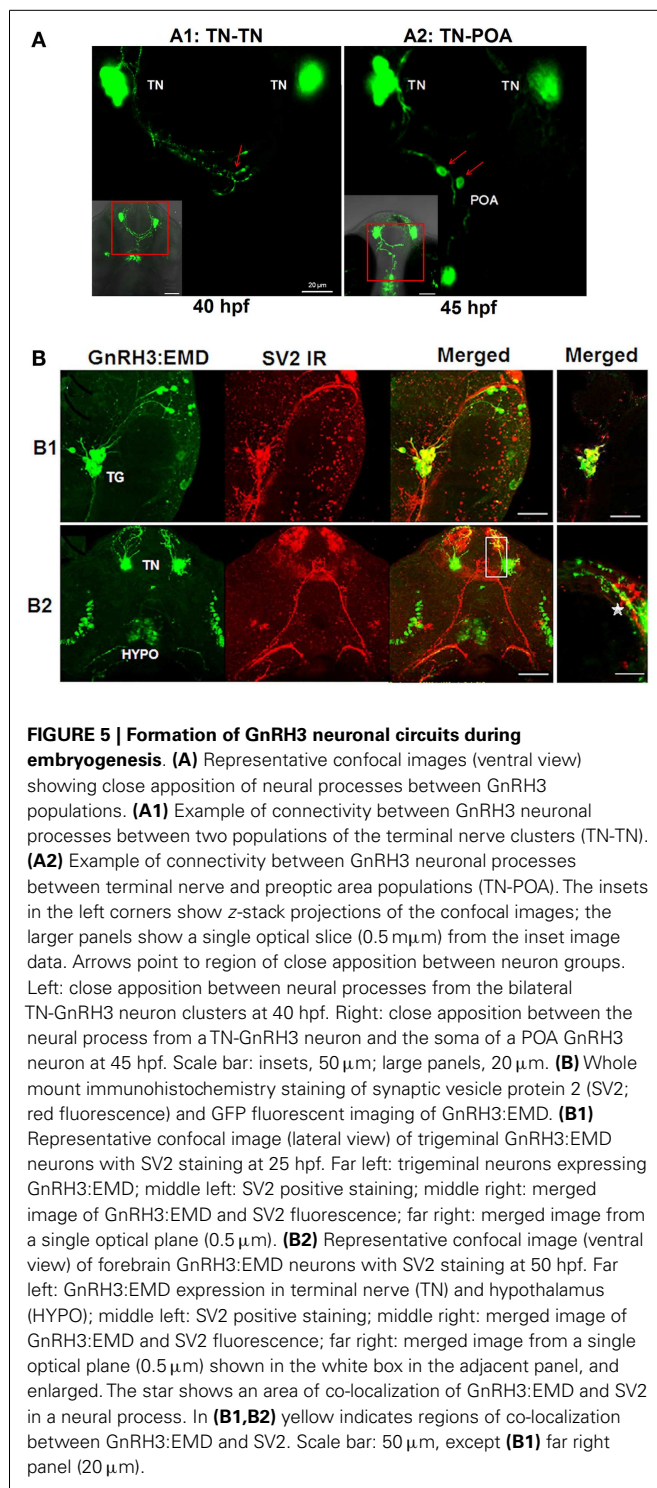 A
A1: TN-TN
A2: TN-POA
TN
TN
TN
TN
POA
20 μm
40 hpf
45 hpf
B
GnRH3:EMD
SV2 IR
Merged
Merged
B1
TG
B2
TN
HYPO
FIGURE 5 | Formation of GnRH3 neuronal circuits during
embryogenesis. (A) Representative confocal images (ventral view)
showing close apposition of neural processes between GnRH3
populations. (A1) Example of connectivity between GnRH3 neuronal
processes between two populations of the terminal nerve clusters (TN-TN).
(A2) Example of connectivity between GnRH3 neuronal processes
between terminal nerve and preoptic area populations (TN-POA). The insets
in the left corners show z-stack projections of the confocal images; the
larger panels show a single optical slice (0.5 mμm) from the inset image
data. Arrows point to region of close apposition between neuron groups.
Left: close apposition between neural processes from the bilateral
TN-GnRH3 neuron clusters at 40 hpf. Right: close apposition between the
neural process from a TN-GnRH3 neuron and the soma of a POA GnRH3
neuron at 45 hpf. Scale bar: insets, 50 μm; large panels, 20 μm. (B) Whole
mount immunohistochemistry staining of synaptic vesicle protein 2 (SV2;
red fluorescence) and GFP fluorescent imaging of GnRH3:EMD. (B1)
Representative confocal image (lateral view) of trigeminal GnRH3:EMD
neurons with SV2 staining at 25 hpf. Far left: trigeminal neurons expressing
GnRH3:EMD; middle left: SV2 positive staining; middle right: merged
image of GnRH3:EMD and SV2 fluorescence; far right: merged image from
a single optical plane (0.5 μm). (B2) Representative confocal image (ventral
view) of forebrain GnRH3:EMD neurons with SV2 staining at 50 hpf. Far
left: GnRH3:EMD expression in terminal nerve (TN) and hypothalamus
(HYPO); middle left: SV2 positive staining; middle right: merged image of
GnRH3:EMD and SV2 fluorescence; far right: merged image from a single
optical plane (0.5 μm) shown in the white box in the adjacent panel, and
enlarged. The star shows an area of co-localization of GnRH3:EMD and SV2
in a neural process. In (B1,B2) yellow indicates regions of co-localization
between GnRH3:EMD and SV2. Scale bar: 50 μm, except (B1) far right
panel (20 μm).